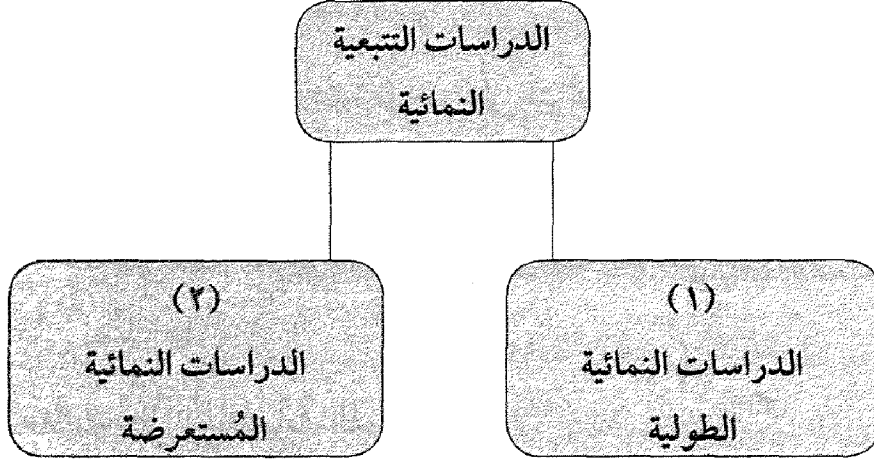 الدراسات التتبعية
النمائية
(١)
الدراسات النمائية
الطولية
(٢)
الدراسات النمائية
المُستعرضة